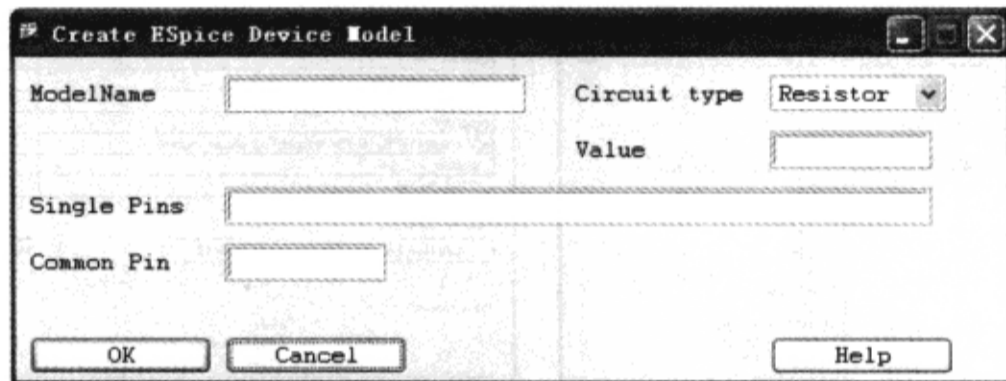 Create ESpice Device Model
ModelName
Circuit type Resistor
Value
Single Pins
Common Pin
OK Cancel Help